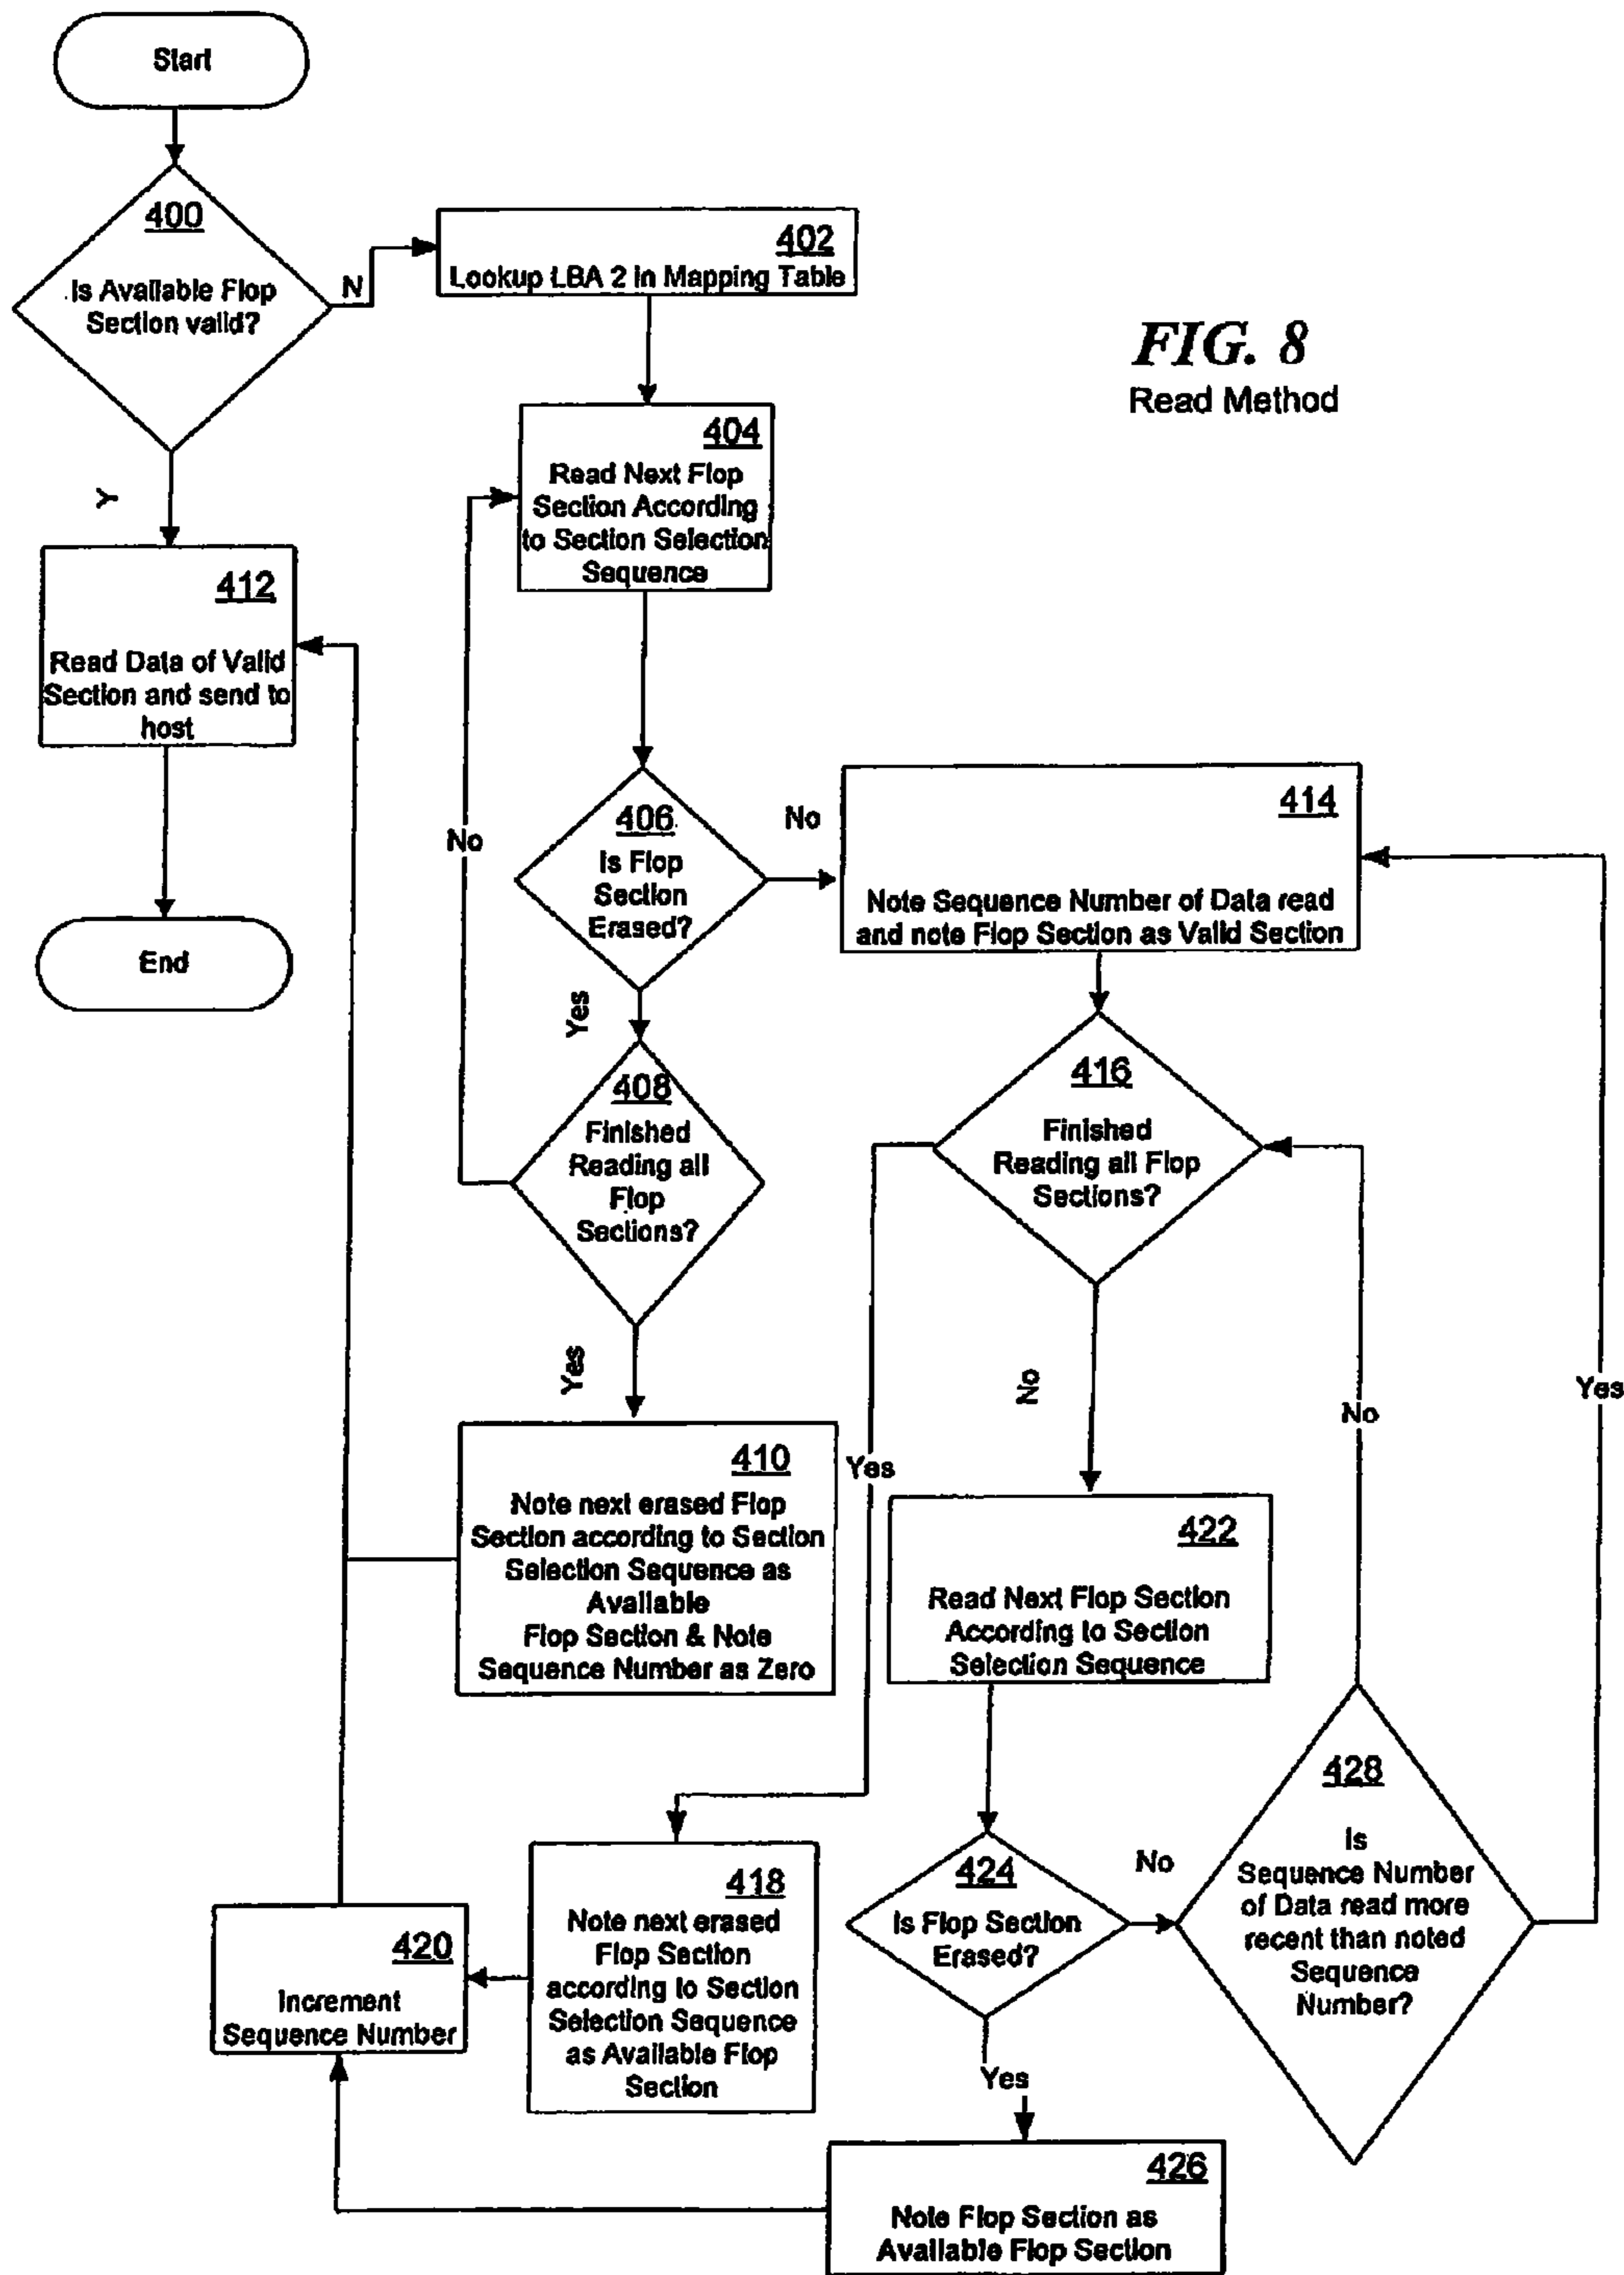 Start
400
Is Available Flop
Section valid?
N
Y
402
Lookup LBA 2 in Mapping Table
FIG. 8
Read Method
404
Read Next Flop
Section According
to Section Selection
Sequence
412
Read Data of Valid
Section and send to
host
End
406
Is Flop
Section
Erased?
No
Yes
No
414
Note Sequence Number of Data read
and note Flop Section as Valid Section
408
Finished
Reading all
Flop
Sections?
Yes
416
Finished
Reading all Flop
Sections?
No
Yes
No
Yes
410
Note next erased Flop
Section according to Section
Selection Sequence as
Available
Flop Section & Note
Sequence Number as Zero
422
Read Next Flop Section
According to Section
Selection Sequence
428
Is
Sequence Number
of Data read more
recent than noted
Sequence
Number?
424
Is Flop Section
Erased?
No
Yes
418
Note next erased
Flop Section
according to Section
Selection Sequence
as Available Flop
Section
420
Increment
Sequence Number
426
Note Flop Section as
Available Flop Section